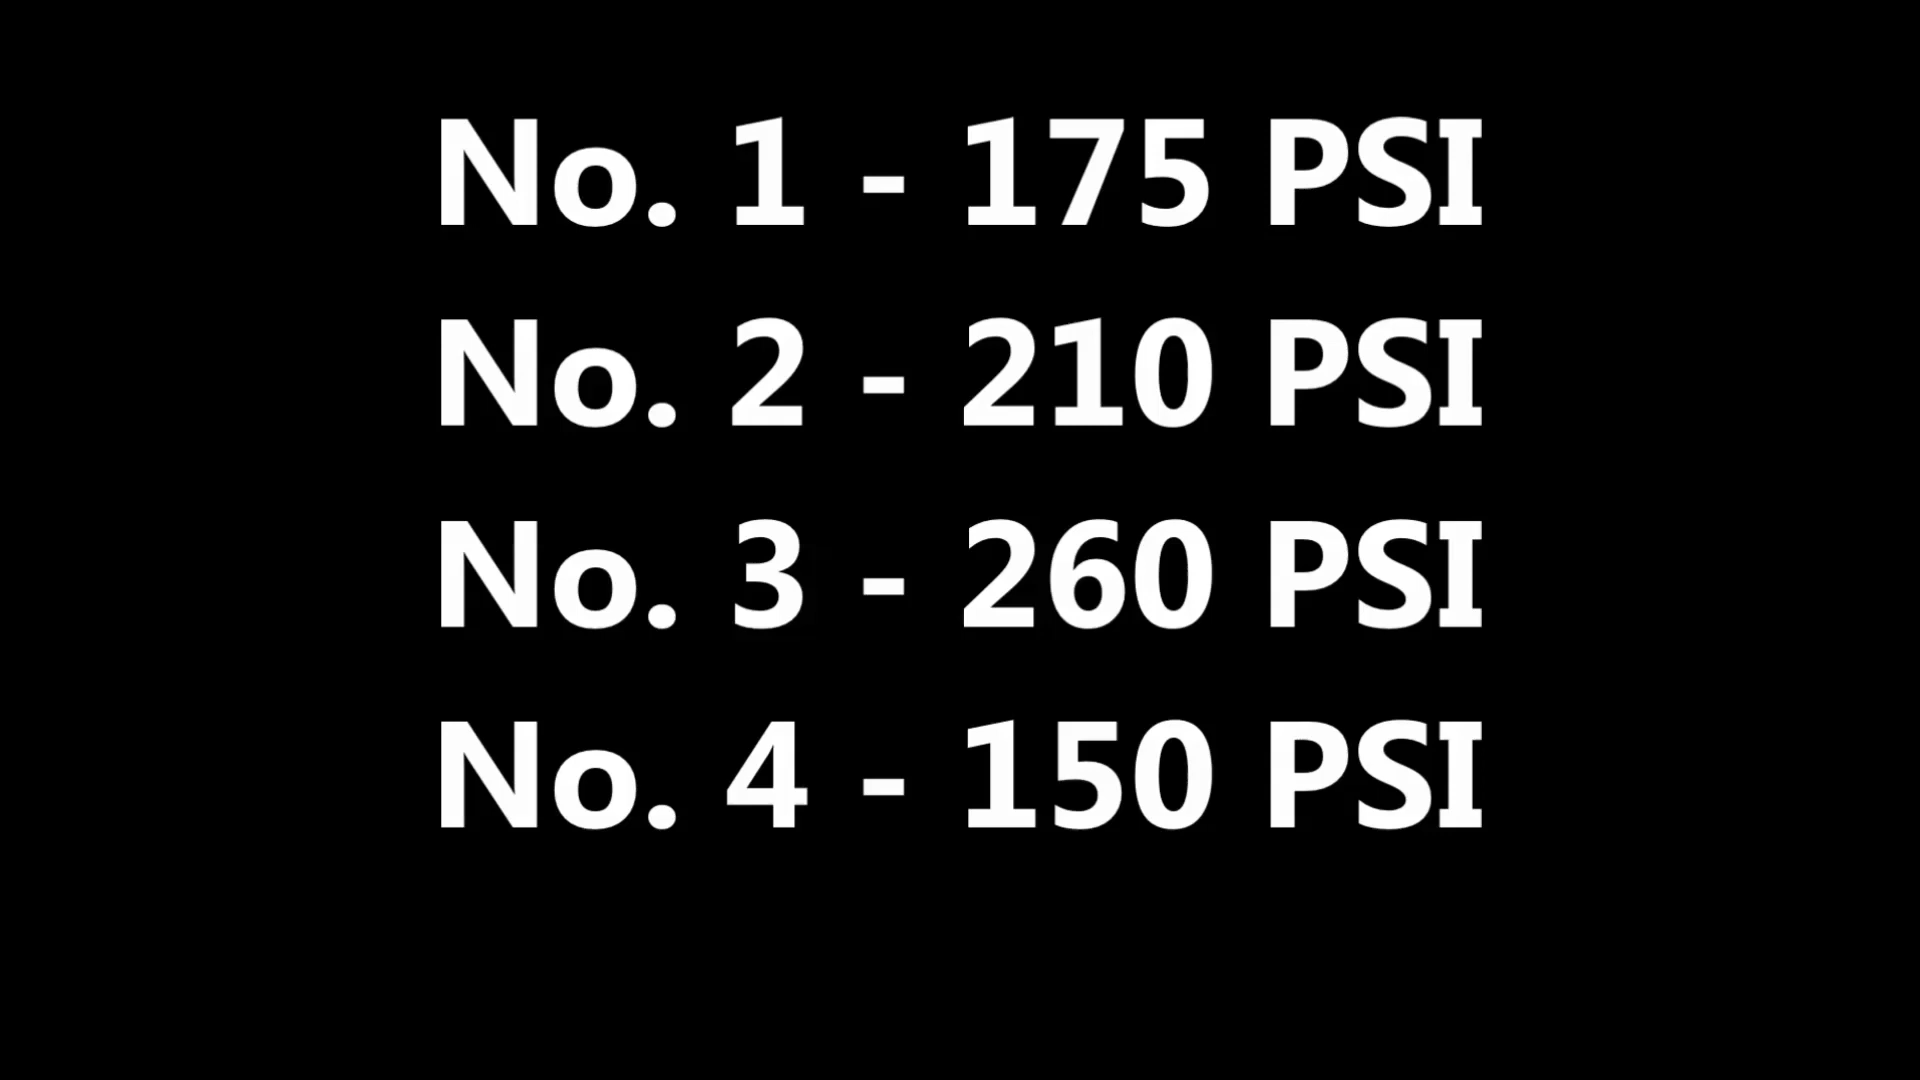 No. 1 - 175 PSI
No. 2 - 210 PSI
No. 3 - 260 PSI
No. 4 - 150 PSI